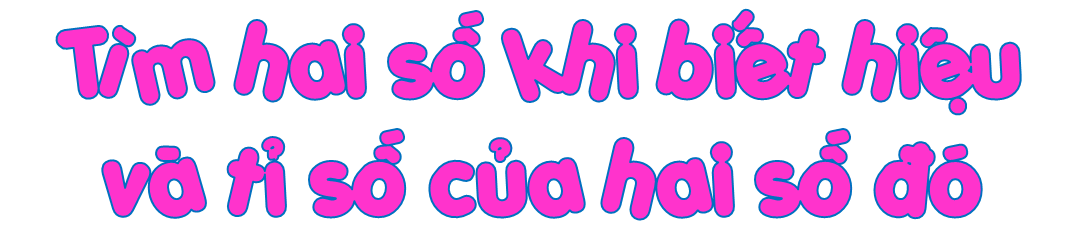 Tìm hai số khi biết hiệu
và tỉ số của hai số đó